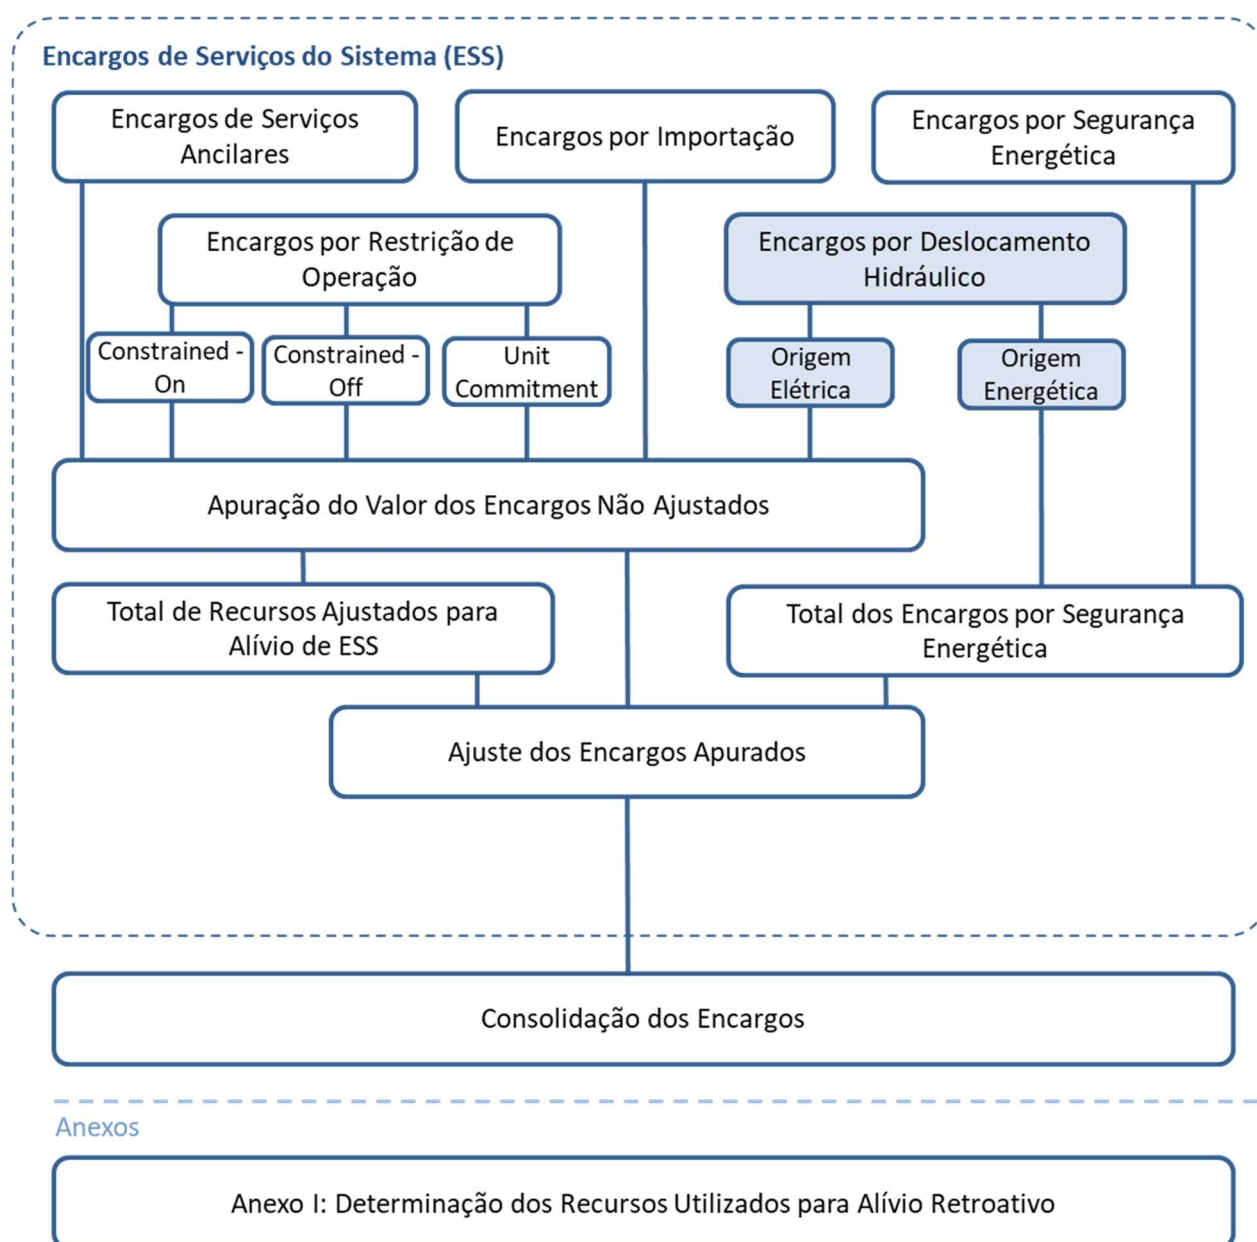 Encargos de Serviços do Sistema (ESS)
Encargos de Serviços
Ancilares
Encargos por Importação
Encargos por Segurança
Energética
Encargos por Restrição de
Operação
Encargos por Deslocamento
Hidráulico
Constrained -
On
Constrained -
Off
Unit
Commitment
Origem
Elétrica
Origem
Energética
Apuração do Valor dos Encargos Não Ajustados
Total de Recursos Ajustados para
Alívio de ESS
Total dos Encargos por Segurança
Energética
Ajuste dos Encargos Apurados
Consolidação dos Encargos
Anexos
Anexo I: Determinação dos Recursos Utilizados para Alívio Retroativo